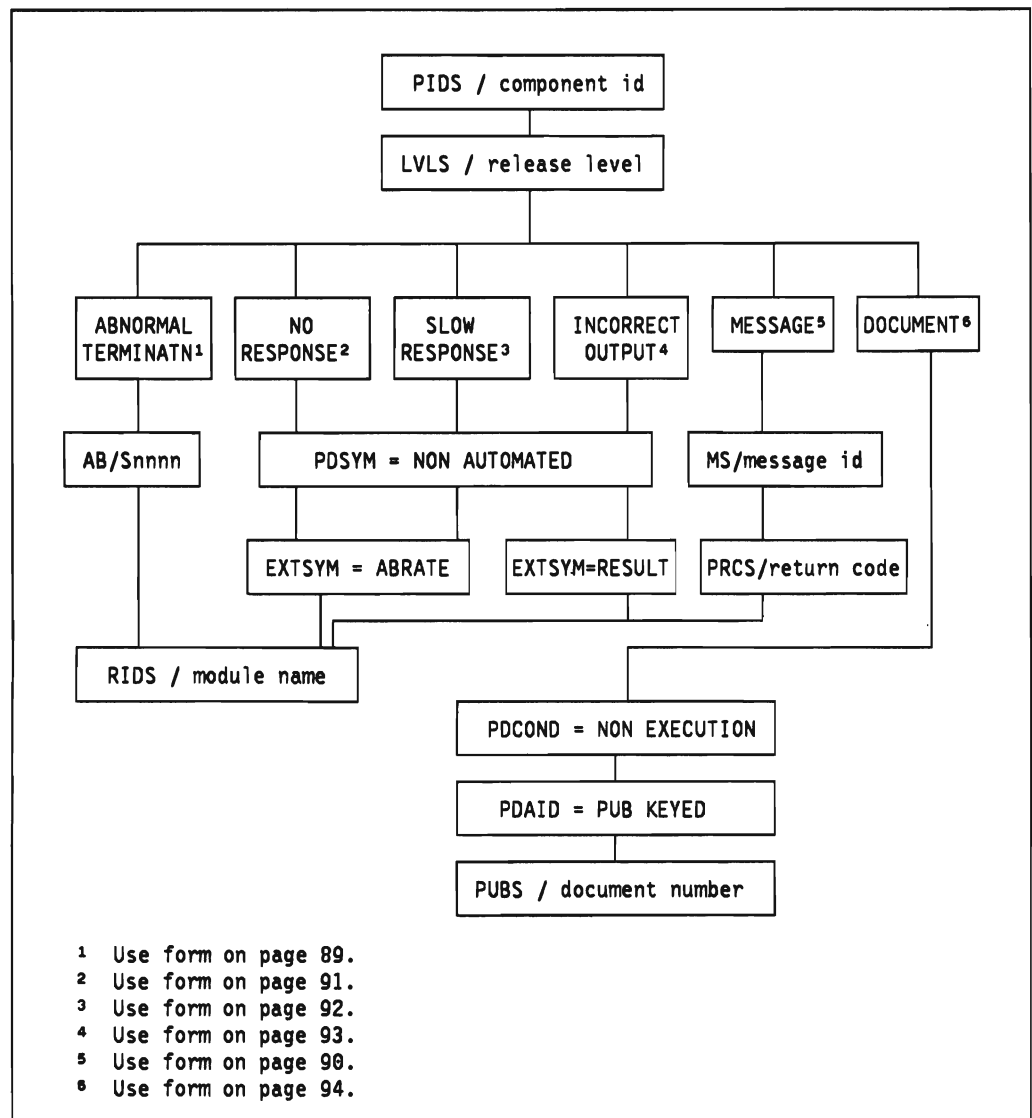 PIDS / component id
LVLS / release level
ABNORMAL
TERMINATN¹
NO
RESPONSE²
SLOW
RESPONSE³
INCORRECT
OUTPUT⁴
MESSAGE⁵
DOCUMENT⁶
AB/Snnnn
PDSYM = NON AUTOMATED
MS/message id
EXTSYM = ABRATE
EXTSYM=RESULT
PRCS/return code
RIDS / module name
PDCOND = NON EXECUTION
PDAID = PUB KEYED
PUBS / document number
¹ Use form on page 89.
² Use form on page 91.
³ Use form on page 92.
⁴ Use form on page 93.
⁵ Use form on page 90.
⁶ Use form on page 94.